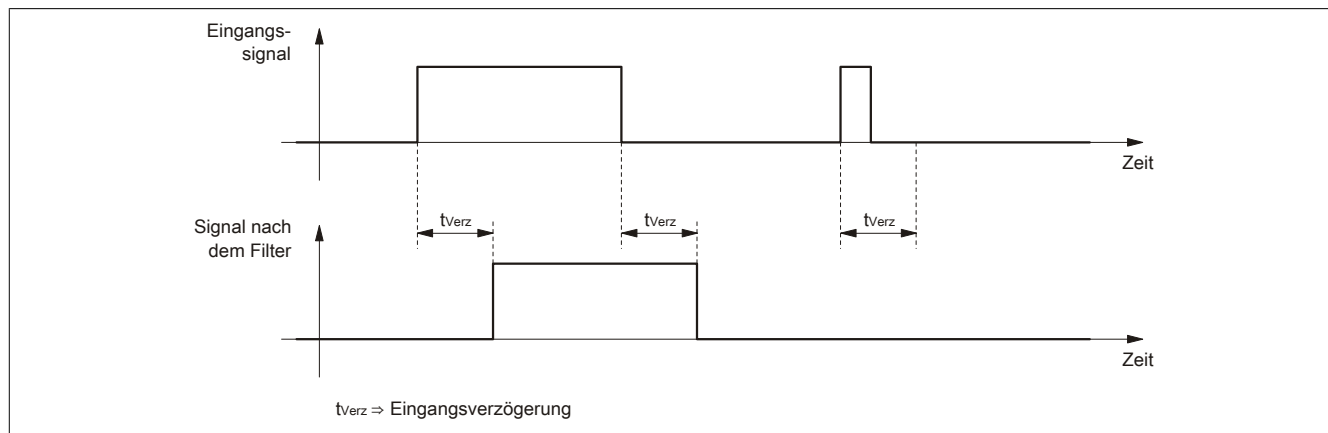 Eingangs-
signal
Zeit
tVerz
tVerz
tVerz
Signal nach
dem Filter
Zeit
tVerz ⇒ Eingangsverzögerung